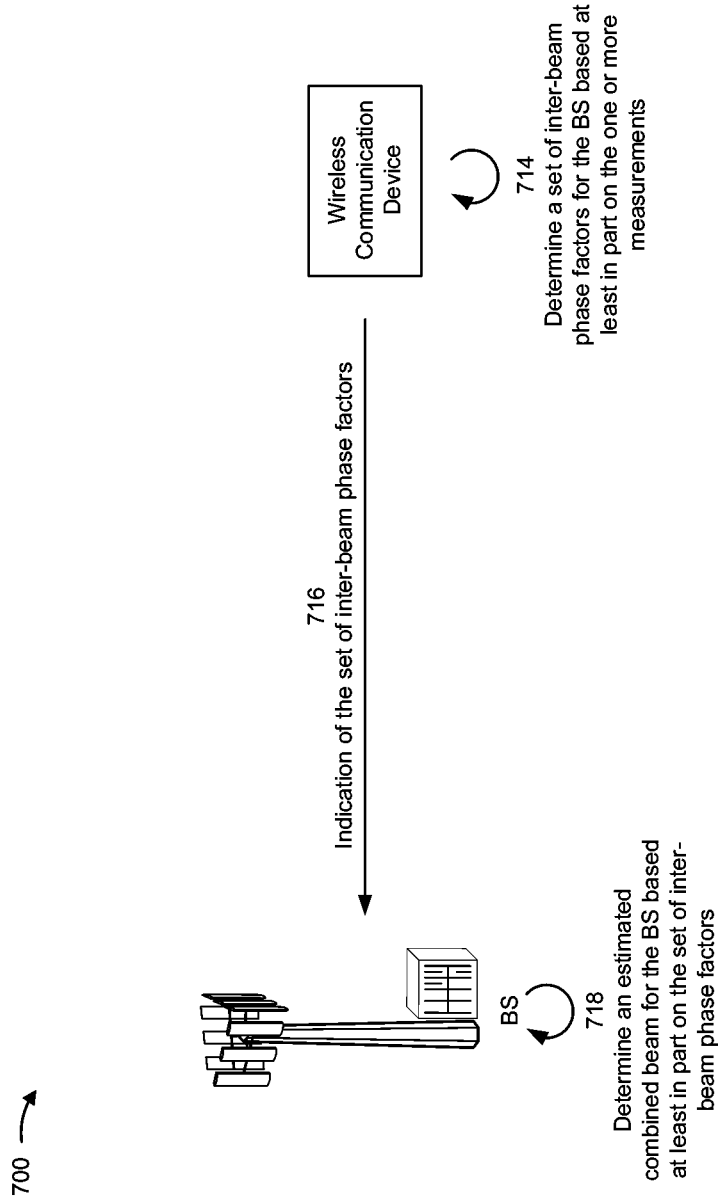 700
Wireless
Communication
Device
714
Determine a set of inter-beam
phase factors for the BS based at
least in part on the one or more
measurements
716
Indication of the set of inter-beam phase factors
BS
718
Determine an estimated
combined beam for the BS based
at least in part on the set of inter-
beam phase factors